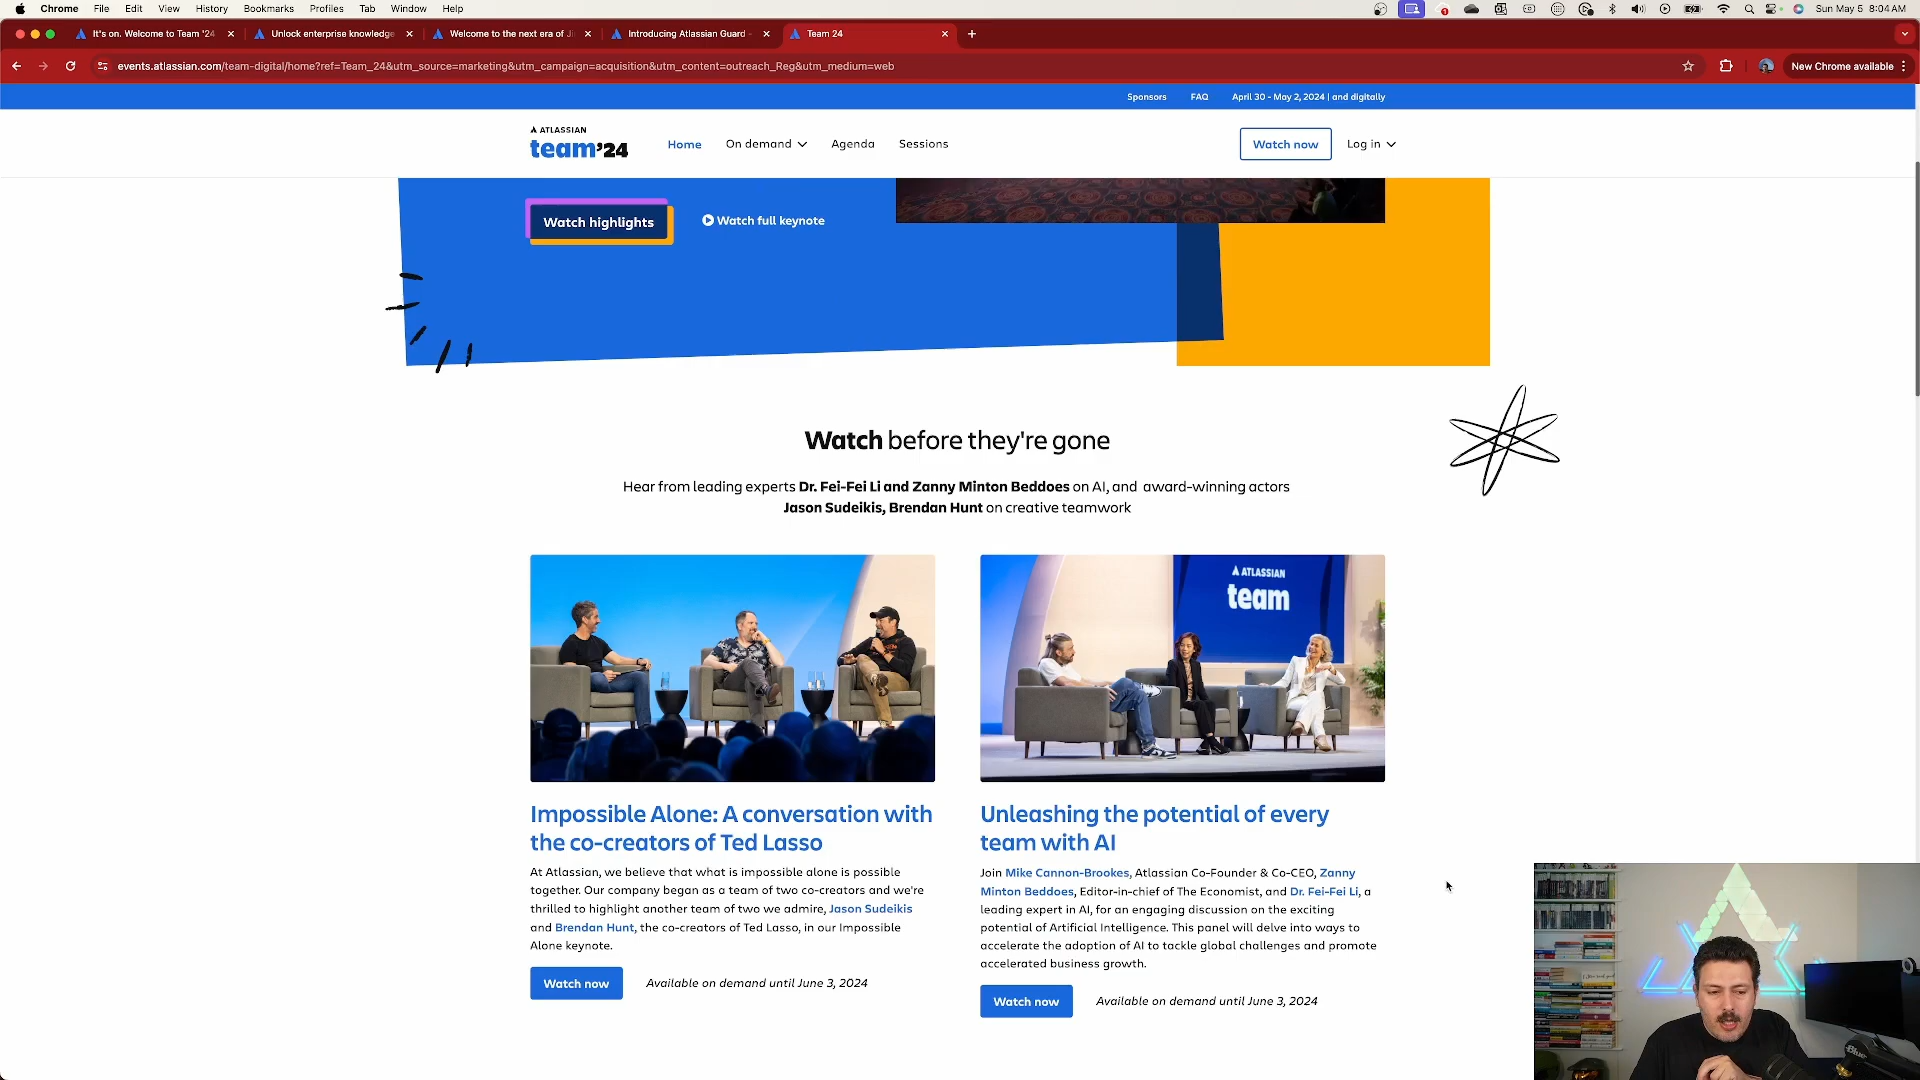 Chrome File Edit View History Bookmarks Profiles Tab Window Help
Sun May 5 8:04 AM
It's on. Welcome to Team '24
Unlock enterprise knowledge
Welcome to the next era of Ji
Introducing Atlassian Guard -
Team 24
events.atlassian.com/team-digital/home?ref=Team_24&utm_source=marketing&utm_campaign=acquisition&utm_content=outreach_Reg&utm_medium=web
New Chrome available
Sponsors FAQ April 30 - May 2, 2024 | and digitally
ATLASSIAN
team'24
Home On demand Agenda Sessions
Watch now Log in
Watch highlights
Watch full keynote
Watch before they're gone
Hear from leading experts Dr. Fei-Fei Li and Zanny Minton Beddoes on AI, and award-winning actors
Jason Sudeikis, Brendan Hunt on creative teamwork
ATLASSIAN
team
Impossible Alone: A conversation with
the co-creators of Ted Lasso
At Atlassian, we believe that what is impossible alone is possible
together. Our company began as a team of two co-creators and we're
thrilled to highlight another team of two we admire, Jason Sudeikis
and Brendan Hunt, the co-creators of Ted Lasso, in our Impossible
Alone keynote.
Watch now
Available on demand until June 3, 2024
Unleashing the potential of every
team with AI
Join Mike Cannon-Brookes, Atlassian Co-Founder & Co-CEO, Zanny
Minton Beddoes, Editor-in-chief of The Economist, and Dr. Fei-Fei Li, a
leading expert in AI, for an engaging discussion on the exciting
potential of Artificial Intelligence. This panel will delve into ways to
accelerate the adoption of AI to tackle global challenges and promote
accelerated business growth.
Watch now
Available on demand until June 3, 2024
Blue